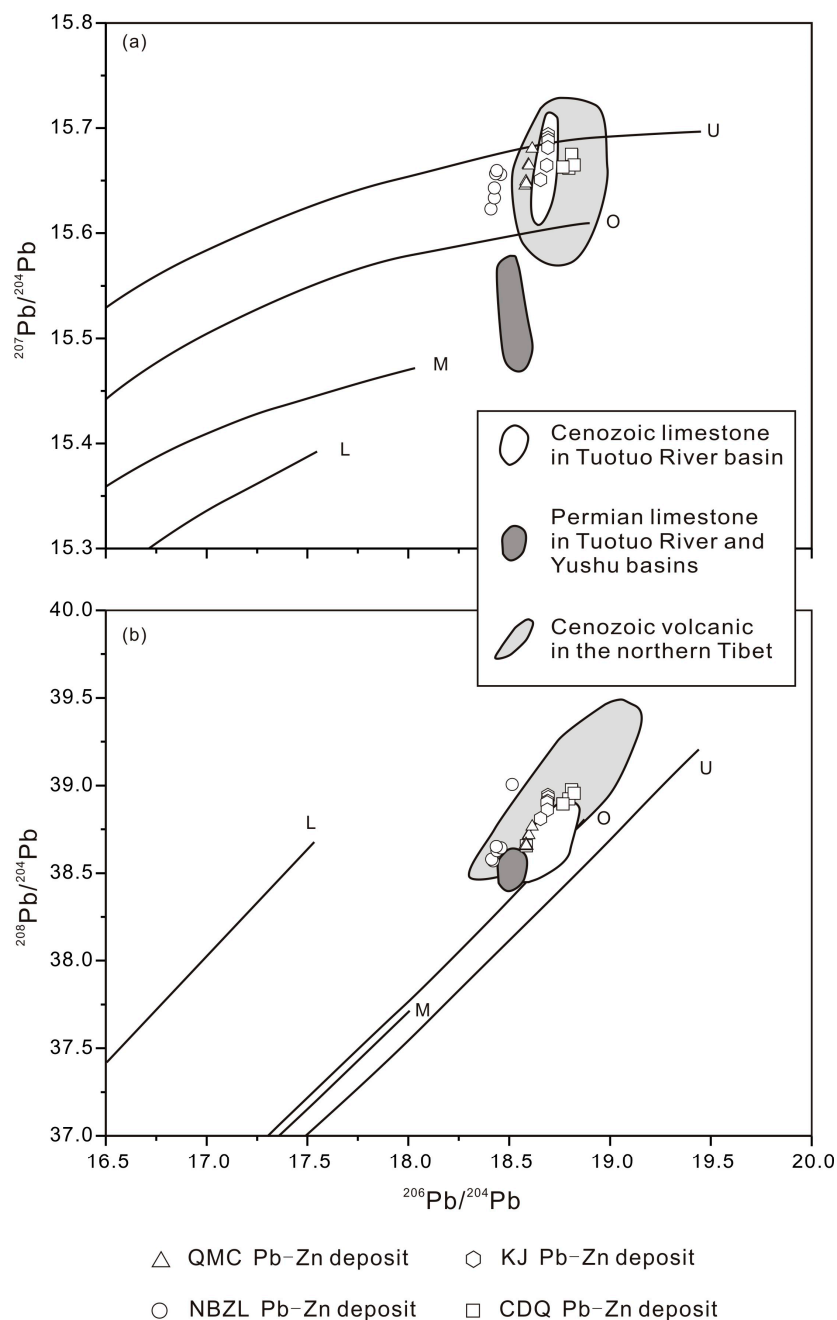 15.8
(a)
15.7
U
15.6
O
²⁰⁷Pb/²⁰⁴Pb
15.5
M
15.4
L
15.3
Cenozoic limestone
in Tuotuo River basin
Permian limestone
in Tuotuo River and
Yushu basins
Cenozoic volcanic
in the northern Tibet
40.0
(b)
39.5
39.0
U
O
L
38.5
²⁰⁸Pb/²⁰⁴Pb
38.0
M
37.5
37.0
16.5 17.0 17.5 18.0 18.5 19.0 19.5 20.0
²⁰⁶Pb/²⁰⁴Pb
QMC Pb-Zn deposit KJ Pb-Zn deposit
NBZL Pb-Zn deposit CDQ Pb-Zn deposit